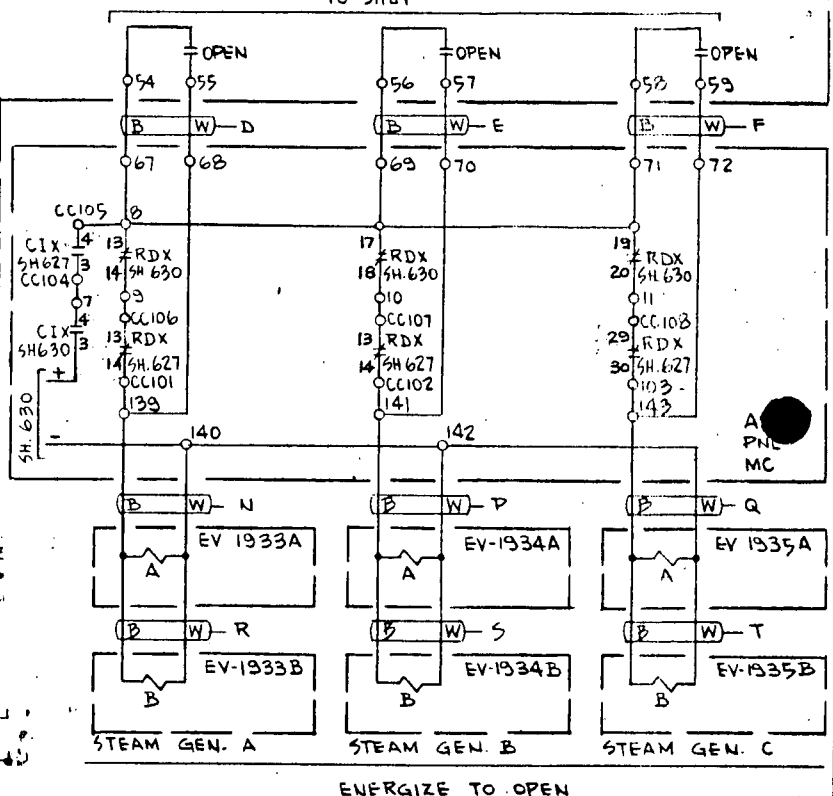 OPEN OPEN OPEN
54 55 56 57 58 59
B W D B W E B W F
67 68 69 70 71 72
CC105 8
4 13 17 19
CIX RDX RDX RDX
SH627 3 14 SH 630 18 SH.630 20 SH.630
CC104 9 10 11
7 CC106 CC107 CC108
4 13 RDX 13 RDX 29 RDX
CIX 3
SH630 14 SH.627 14 SH627 30 SH.627
+ CC101 CC102 103
SH. 630 139 141 143
- 140 142
PNL
MC
B W N B W P B W Q
EV 1933A EV-1934A EV 1935A
A A A
B W R B W S B W T
EV-1933B EV-1934B EV-1935B
B B B
STEAM GEN. A STEAM GEN. B STEAM GEN. C
ENERGIZE TO OPEN